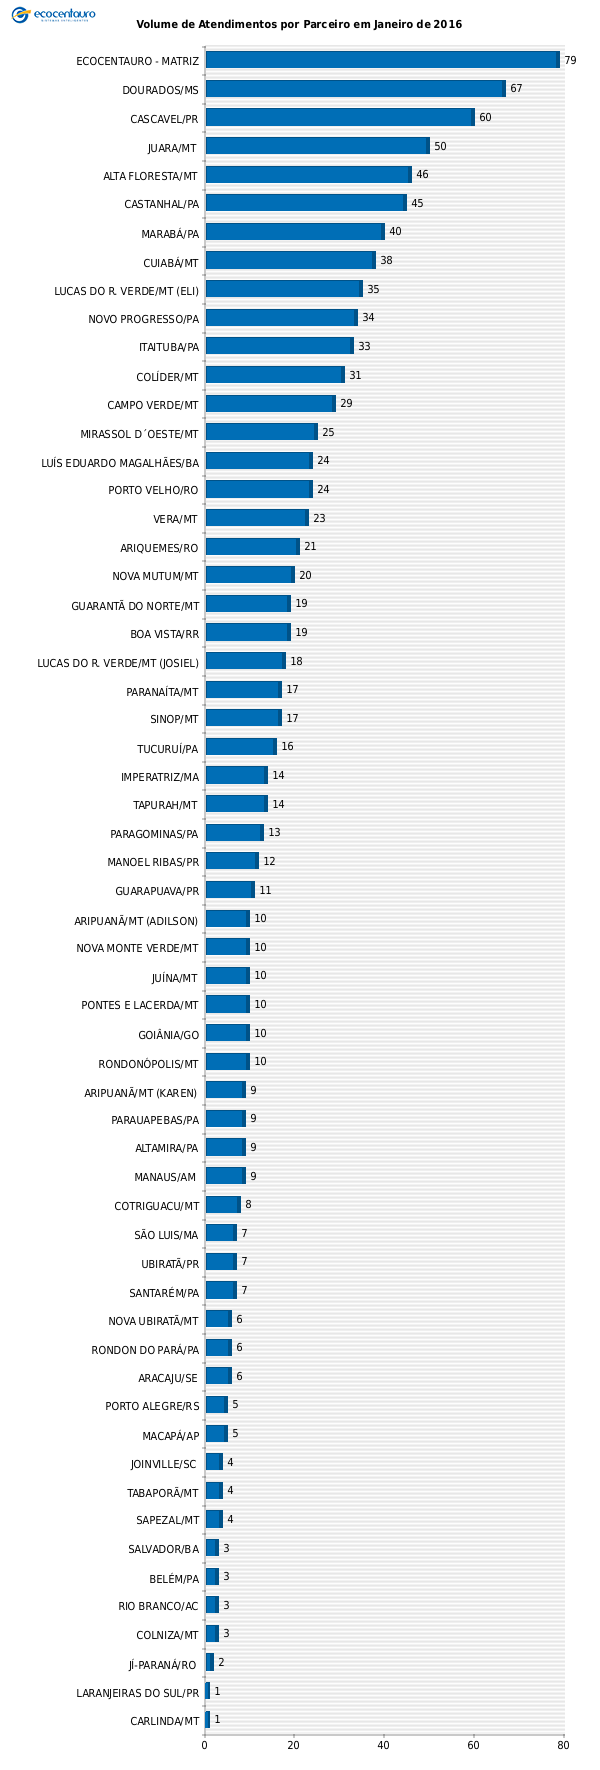 ecocentauro
Volume de Atendimentos por Parceiro em Janeiro de 2016
ECOCENTAURO - MATRIZ 79
DOURADOS/MS 67
CASCAVEL/PR 60
JUARA/MT 50
ALTA FLORESTA/MT 46
CASTANHAL/PA 45
MARABÁ/PA 40
CUIABÁ/MT 38
LUCAS DO R. VERDE/MT (ELI) 35
NOVO PROGRESSO/PA 34
ITAITUBA/PA 33
COLÍDER/MT 31
CAMPO VERDE/MT 29
MIRASSOL D´OESTE/MT 25
LUÍS EDUARDO MAGALHÃES/BA 24
PORTO VELHO/RO 24
VERA/MT 23
ARIQUEMES/RO 21
NOVA MUTUM/MT 20
GUARANTÃ DO NORTE/MT 19
BOA VISTA/RR 19
LUCAS DO R. VERDE/MT (JOSIEL) 18
PARANAÍTA/MT 17
SINOP/MT 17
TUCURUÍ/PA 16
IMPERATRIZ/MA 14
TAPURAH/MT 14
PARAGOMINAS/PA 13
MANOEL RIBAS/PR 12
GUARAPUAVA/PR 11
ARIPUANÃ/MT (ADILSON) 10
NOVA MONTE VERDE/MT 10
JUÍNA/MT 10
PONTES E LACERDA/MT 10
GOIÂNIA/GO 10
RONDONÓPOLIS/MT 10
ARIPUANÃ/MT (KAREN) 9
PARAUAPEBAS/PA 9
ALTAMIRA/PA 9
MANAUS/AM 9
COTRIGUACU/MT 8
SÃO LUIS/MA 7
UBIRATÃ/PR 7
SANTARÉM/PA 7
NOVA UBIRATÃ/MT 6
RONDON DO PARÁ/PA 6
ARACAJU/SE 6
PORTO ALEGRE/RS 5
MACAPÁ/AP 5
JOINVILLE/SC 4
TABAPORÃ/MT 4
SAPEZAL/MT 4
SALVADOR/BA 3
BELÉM/PA 3
RIO BRANCO/AC 3
COLNIZA/MT 3
JÍ-PARANÁ/RO 2
LARANJEIRAS DO SUL/PR 1
CARLINDA/MT 1
0 20 40 60 80